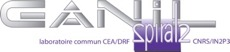 GANIL
spiral2
laboratoire commun CEA/DRF CNRS/IN2P3